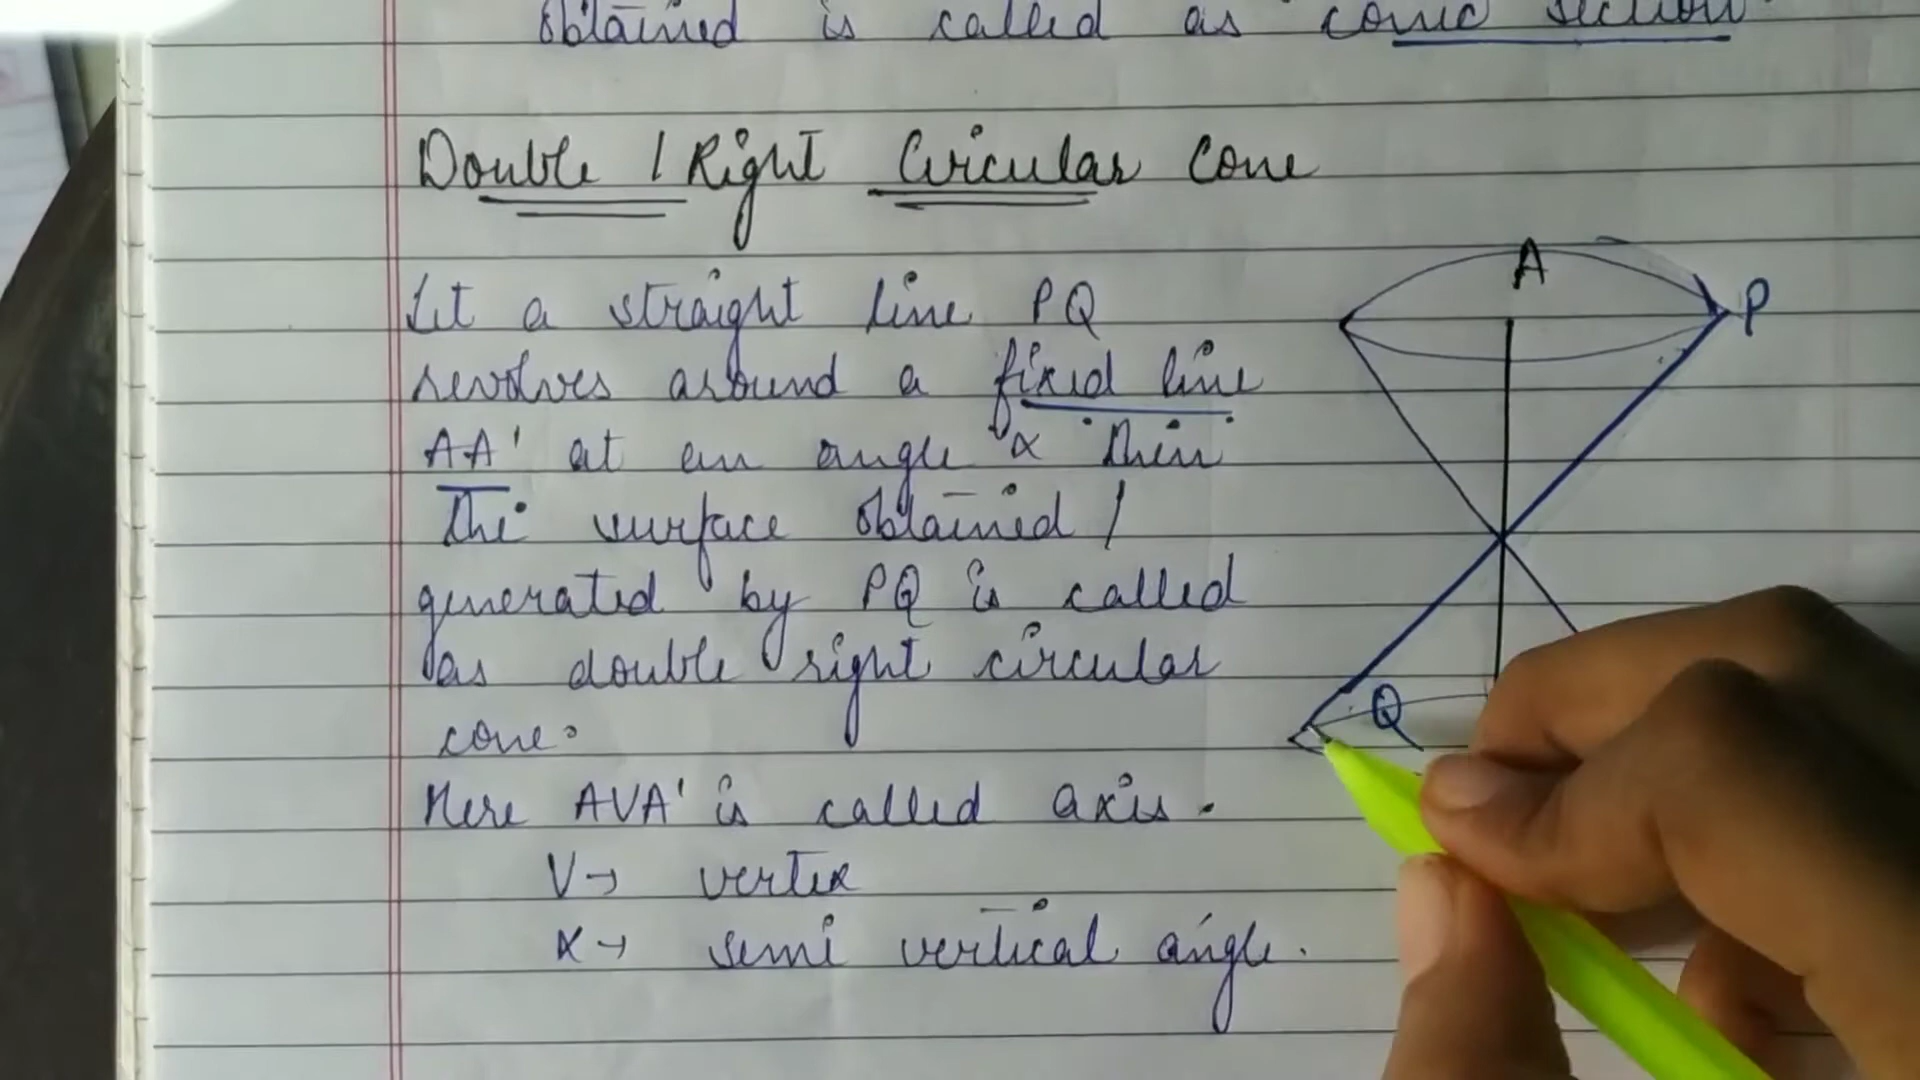 obtained is called as conic section.
Double / Right Circular Cone
Let a straight line PQ
revolves around a fixed line
AA' at an angle α then
the surface obtained /
generated by PQ is called
as double right circular
cone.
Here AVA' is called axis.
V→ vertex
α→ semi vertical angle.
A
P
Q